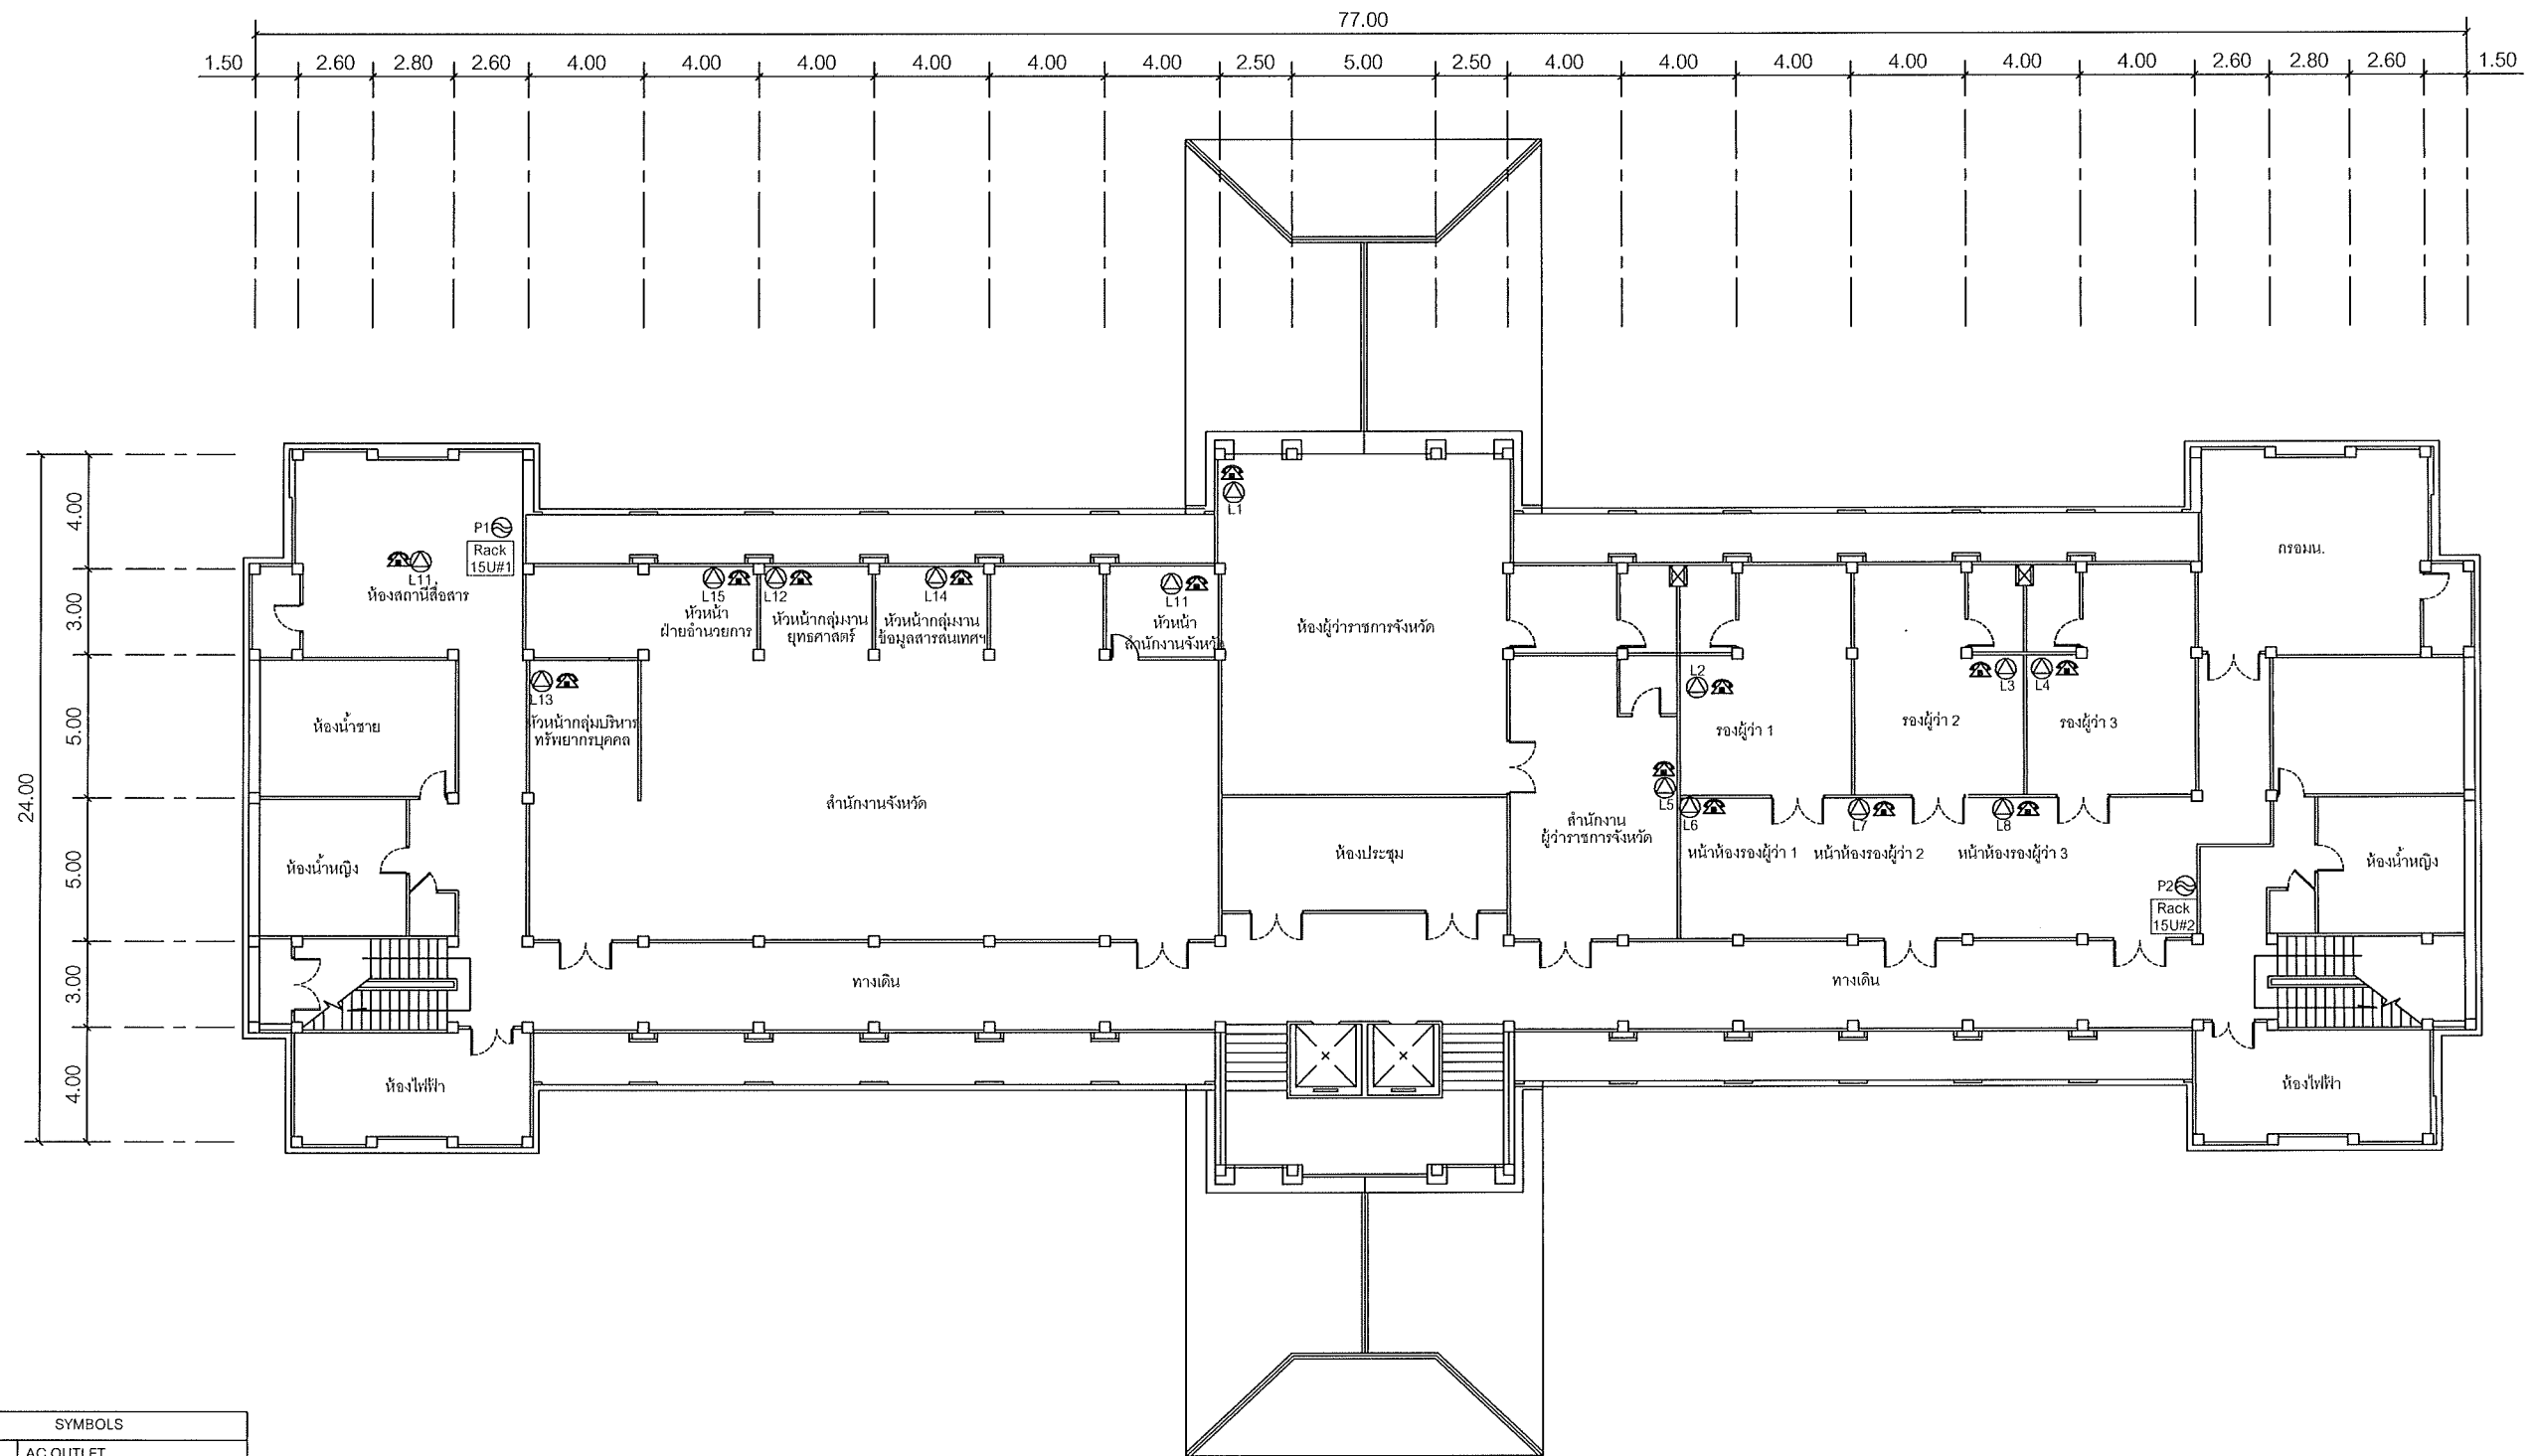 77.00
1.50 2.60 2.80 2.60 4.00 4.00 4.00 4.00 4.00 4.00 2.50 5.00 2.50 4.00 4.00 4.00 4.00 4.00 4.00 2.60 2.80 2.60 1.50
24.00
4.00
3.00
5.00
5.00
3.00
4.00
P1
Rack
15U#1
L11
ห้องสถานีสื่อสาร
L15
หัวหน้า
ฝ่ายอำนวยการ
L12
หัวหน้ากลุ่มงาน
ยุทธศาสตร์
L14
หัวหน้ากลุ่มงาน
ข้อมูลสารสนเทศฯ
L11
หัวหน้า
สำนักงานจังหวัด
L1
ห้องผู้ว่าราชการจังหวัด
กรอมน.
L13
หัวหน้ากลุ่มบริหาร
ทรัพยากรบุคคล
ห้องน้ำชาย
L2
รองผู้ว่า 1
L3
รองผู้ว่า 2
L4
รองผู้ว่า 3
สำนักงานจังหวัด
L5
สำนักงาน
ผู้ว่าราชการจังหวัด
L6
หน้าห้องรองผู้ว่า 1
L7
หน้าห้องรองผู้ว่า 2
L8
หน้าห้องรองผู้ว่า 3
ห้องน้ำหญิง
ห้องประชุม
ห้องน้ำหญิง
P2
Rack
15U#2
ทางเดิน
ทางเดิน
ห้องไฟฟ้า
ห้องไฟฟ้า
SYMBOLS
AC OUTLET